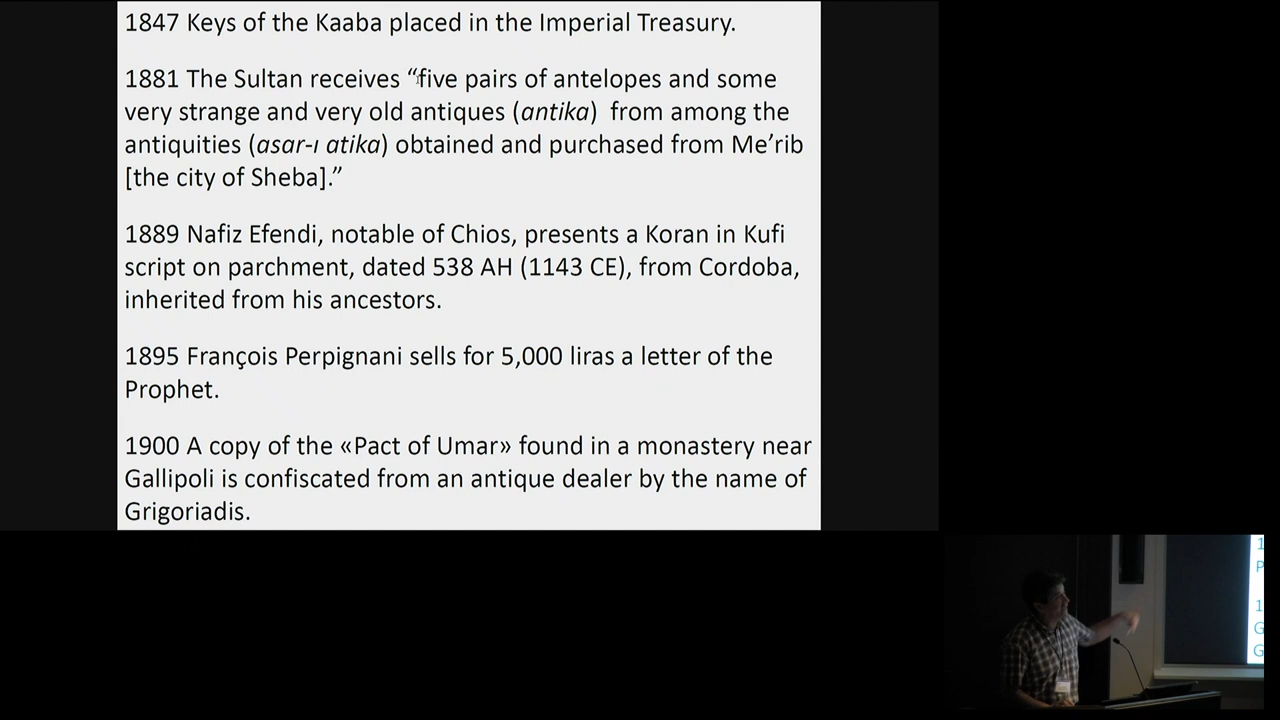 1847 Keys of the Kaaba placed in the Imperial Treasury.
1881 The Sultan receives “five pairs of antelopes and some
very strange and very old antiques (antika)  from among the
antiquities (asar-ı atika) obtained and purchased from Me’rib
[the city of Sheba].”
1889 Nafiz Efendi, notable of Chios, presents a Koran in Kufi
script on parchment, dated 538 AH (1143 CE), from Cordoba,
inherited from his ancestors.
1895 François Perpignani sells for 5,000 liras a letter of the
Prophet.
1900 A copy of the «Pact of Umar» found in a monastery near
Gallipoli is confiscated from an antique dealer by the name of
Grigoriadis.
1
P
1
G
G